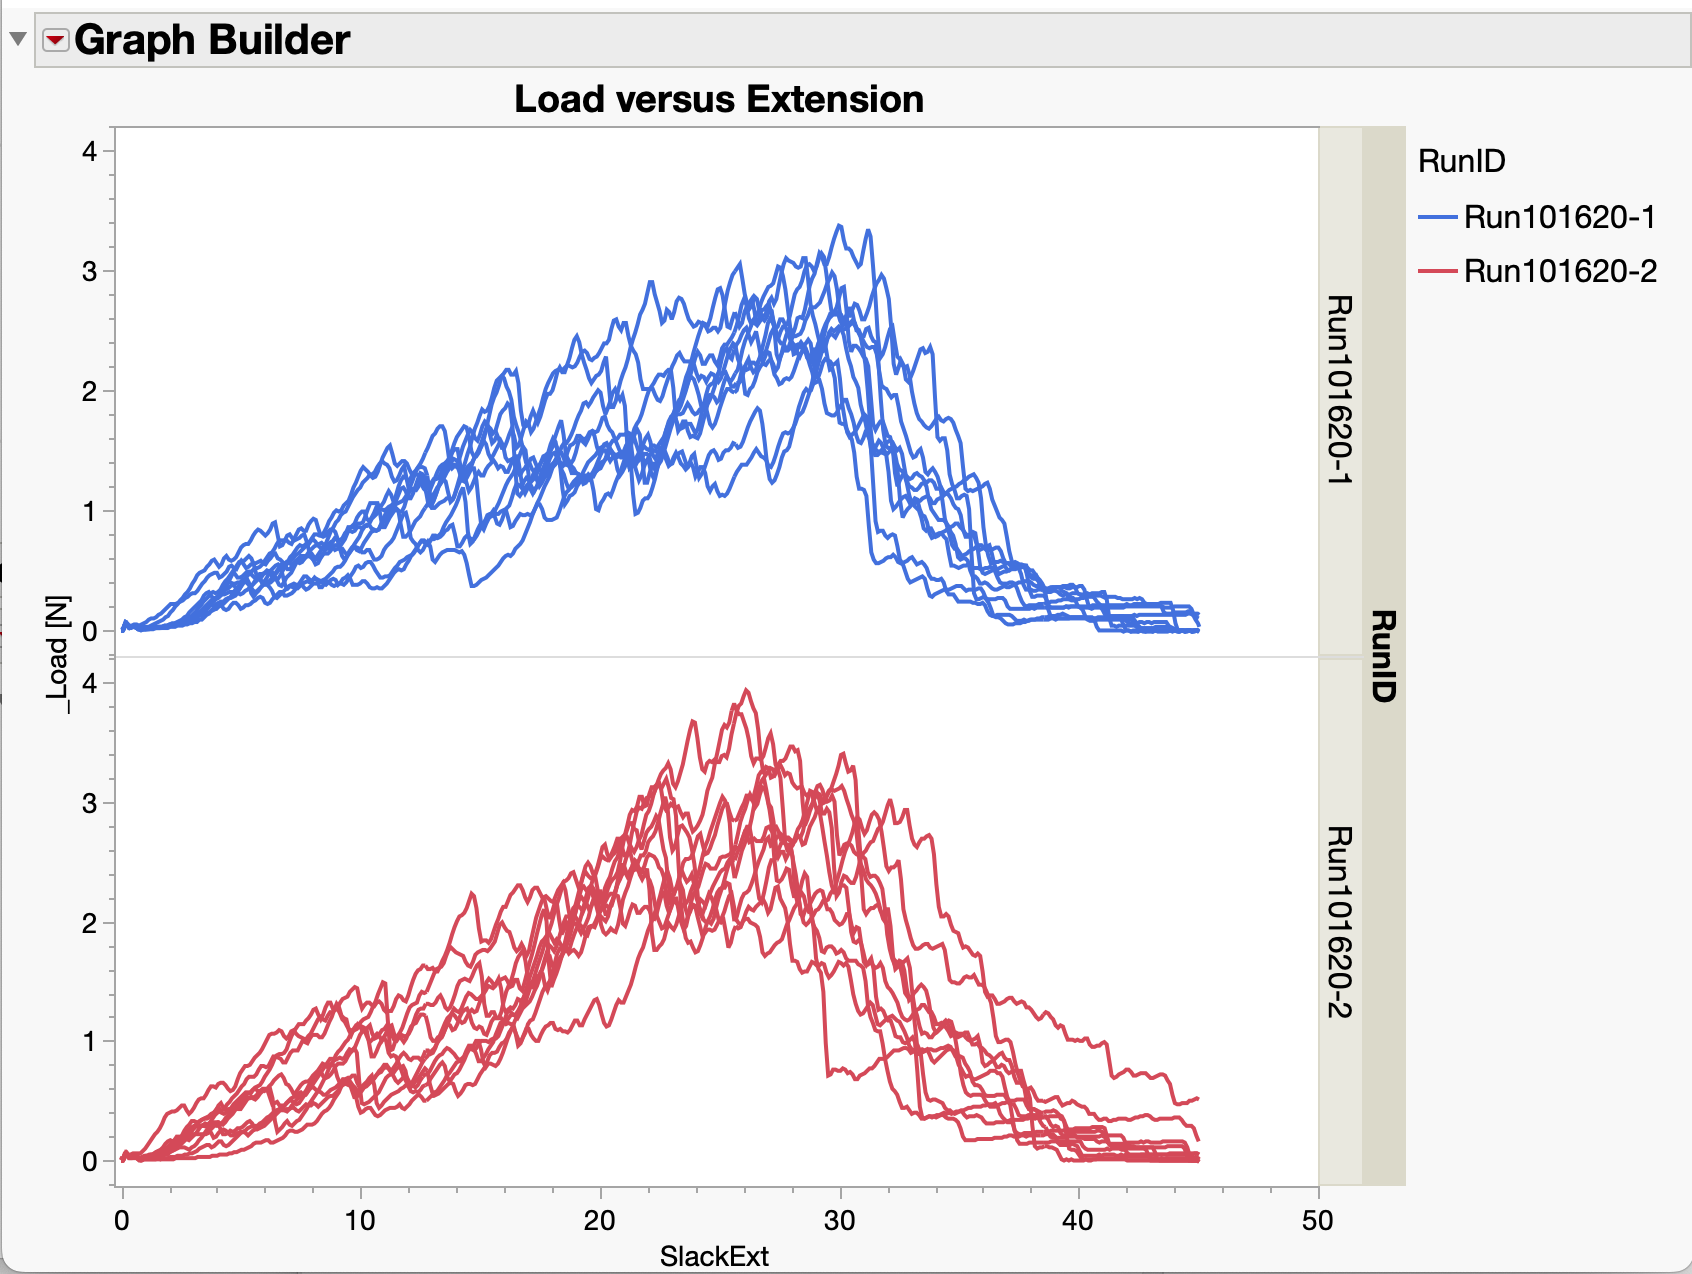 Graph Builder
Load versus Extension
RunID
Run101620-1
Run101620-2
4
3
2
1
0
4
3
2
1
0
_Load [N]
Run101620-1
Run101620-2
RunID
0 10 20 30 40 50
SlackExt